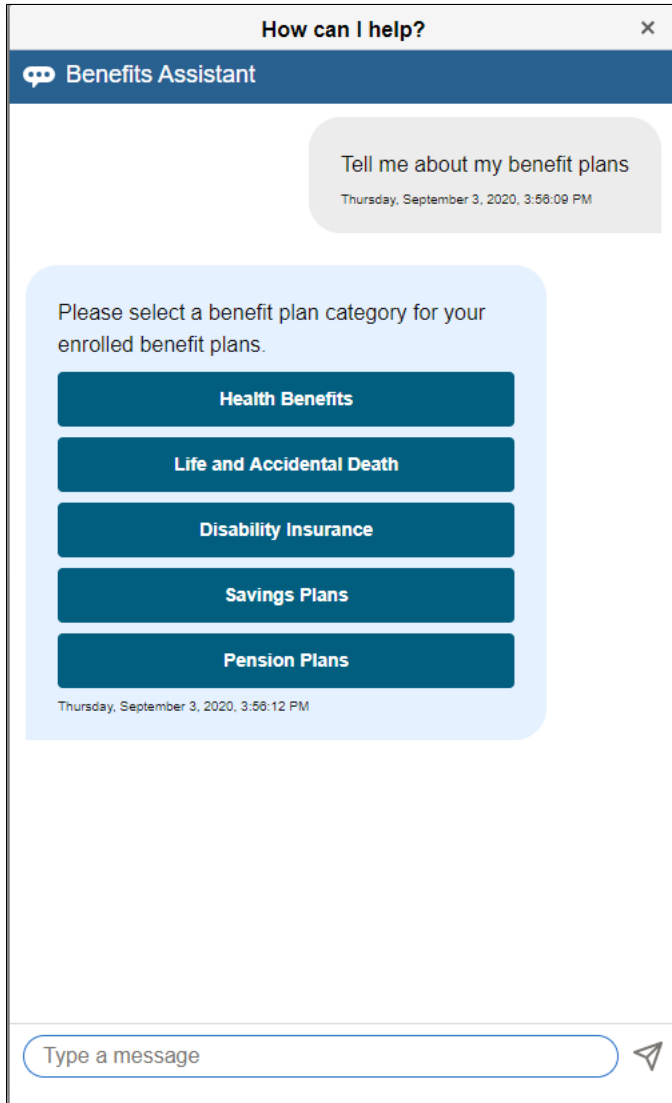 How can I help?
Benefits Assistant
Tell me about my benefit plans
Thursday, September 3, 2020, 3:56:09 PM
Please select a benefit plan category for your
enrolled benefit plans.
Health Benefits
Life and Accidental Death
Disability Insurance
Savings Plans
Pension Plans
Thursday, September 3, 2020, 3:56:12 PM
Type a message